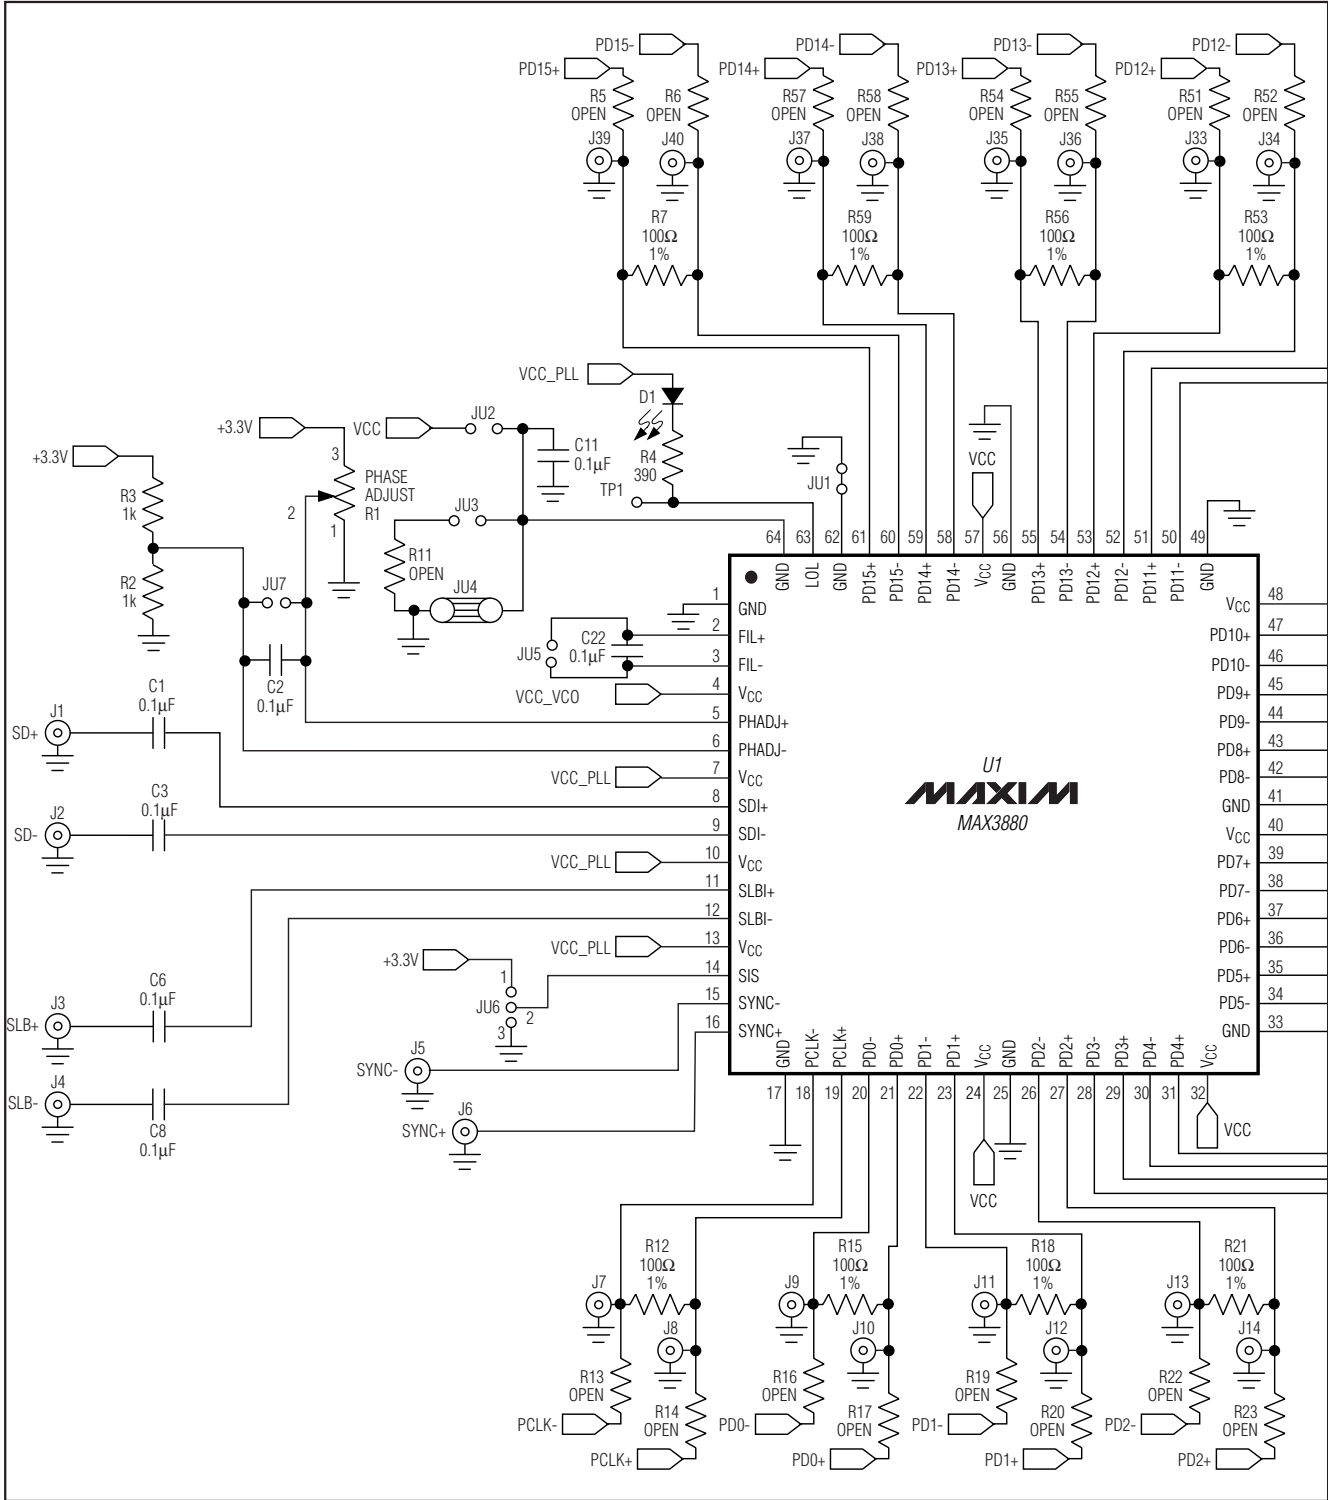 PD15-
PD14-
PD13-
PD12-
PD15+
PD14+
PD13+
PD12+
R5
OPEN
R6
OPEN
R57
OPEN
R58
OPEN
R54
OPEN
R55
OPEN
R51
OPEN
R52
OPEN
J39
J40
J37
J38
J35
J36
J33
J34
R7
100Ω
1%
R59
100Ω
1%
R56
100Ω
1%
R53
100Ω
1%
VCC_PLL
D1
R4
390
TP1
+3.3V
3
PHASE
ADJUST
R1
2
1
VCC
JU2
C11
0.1µF
JU1
VCC
+3.3V
R3
1k
R2
1k
JU3
R11
OPEN
JU4
JU7
C2
0.1µF
JU5
C22
0.1µF
VCC_VCO
64 63 62 61 60 59 58 57 56 55 54 53 52 51 50 49
GND LOL GND PD15+ PD15- PD14+ PD14- VCC GND PD13+ PD13- PD12+ PD12- PD11+ PD11- GND
1 GND
2 FIL+
3 FIL-
4 VCC
5 PHADJ+
6 PHADJ-
7 VCC
8 SDI+
9 SDI-
10 VCC
11 SLBI+
12 SLBI-
13 VCC
14 SIS
15 SYNC-
16 SYNC+
VCC 48
PD10+ 47
PD10- 46
PD9+ 45
PD9- 44
PD8+ 43
PD8- 42
GND 41
VCC 40
PD7+ 39
PD7- 38
PD6+ 37
PD6- 36
PD5+ 35
PD5- 34
GND 33
U1
MAXIM
MAX3880
SD+
J1
C1
0.1µF
SD-
J2
C3
0.1µF
VCC_PLL
VCC_PLL
VCC_PLL
+3.3V
1
JU6
2
3
SLB+
J3
C6
0.1µF
SLB-
J4
C8
0.1µF
SYNC-
J5
SYNC+
J6
GND PCLK- PCLK+ PD0- PD0+ PD1- PD1+ VCC GND PD2- PD2+ PD3- PD3+ PD4- PD4+ VCC
17 18 19 20 21 22 23 24 25 26 27 28 29 30 31 32
VCC
VCC
R12
100Ω
1%
R15
100Ω
1%
R18
100Ω
1%
R21
100Ω
1%
J7
J9
J11
J13
J8
J10
J12
J14
R13
OPEN
R16
OPEN
R19
OPEN
R22
OPEN
R14
OPEN
R17
OPEN
R20
OPEN
R23
OPEN
PCLK-
PD0-
PD1-
PD2-
PCLK+
PD0+
PD1+
PD2+